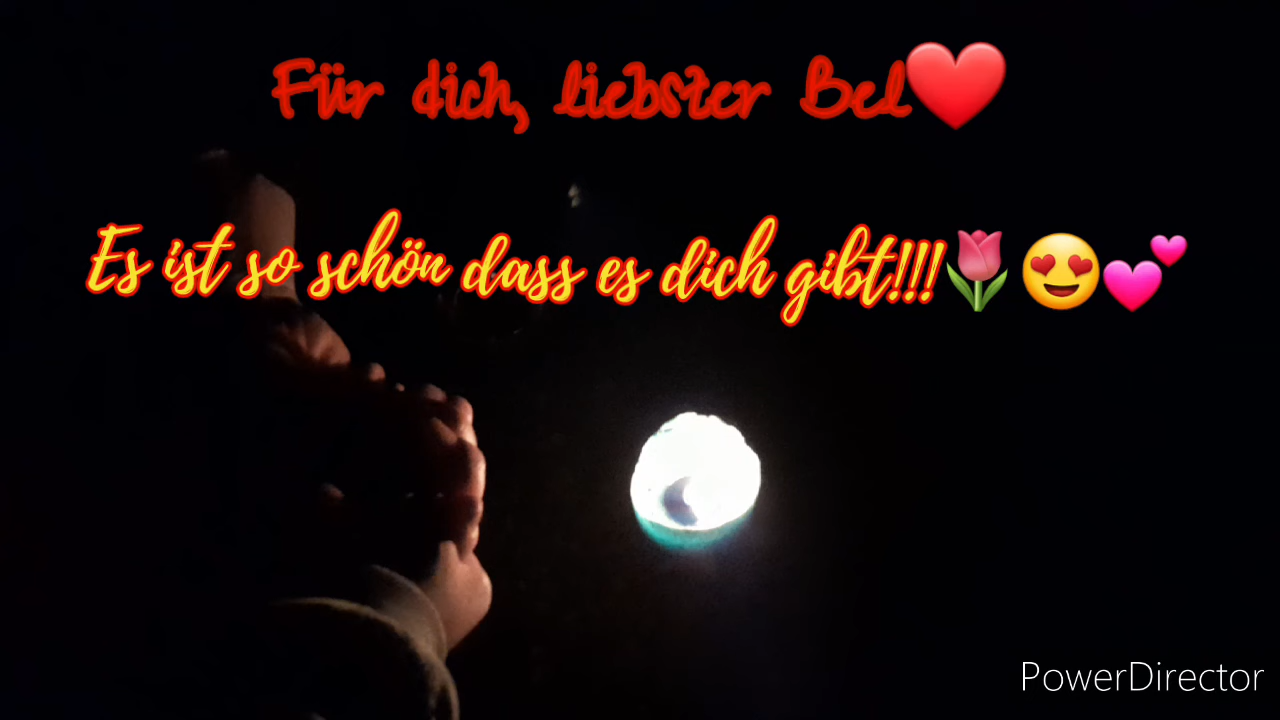 Für dich, liebster Bel❤️
Es ist so schön dass es dich gibt!!!🌷😍💕
PowerDirector